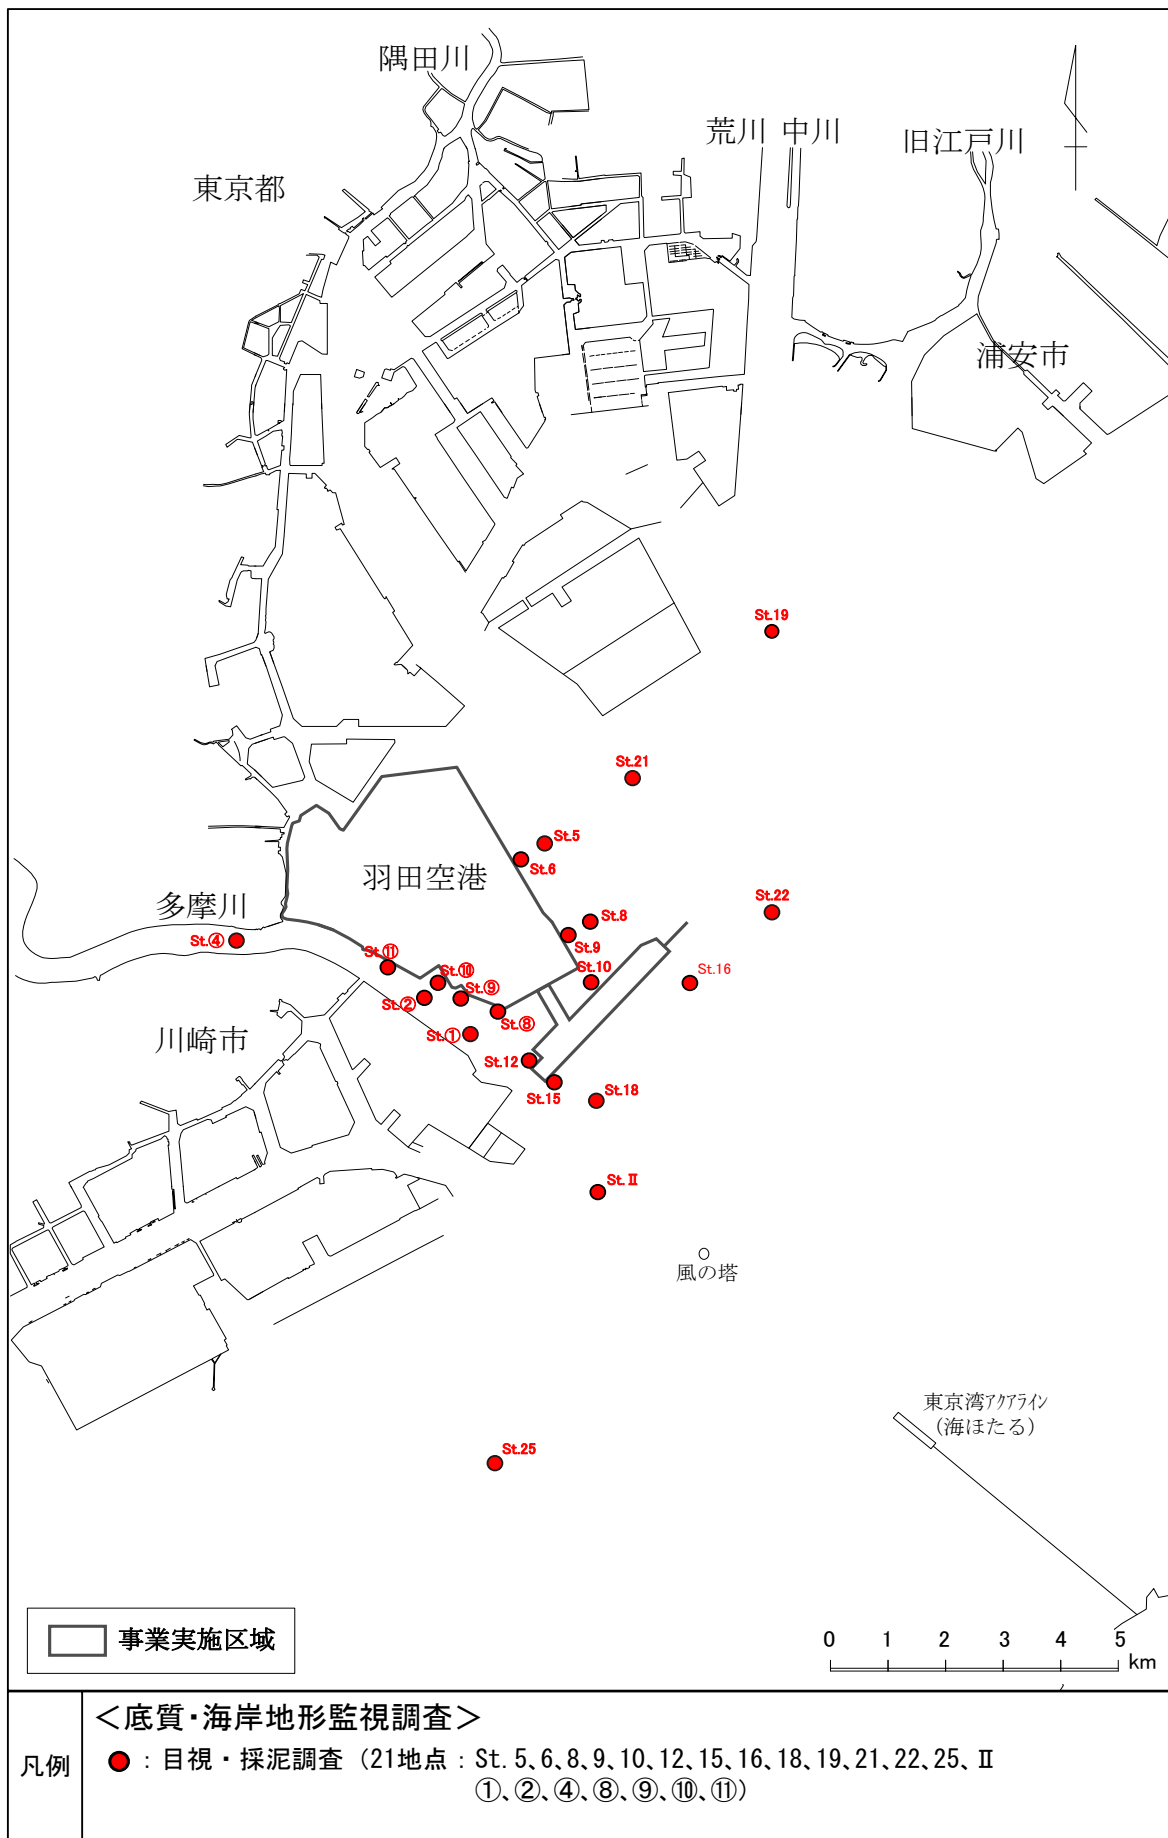 隅田川
荒川 中川
旧江戸川
東京都
浦安市
St.19
St.21
St.5
St.6
羽田空港
多摩川
St.④
St.8
St.22
St.9
St.⑪
St.⑩
St.10
St.16
St.②
St.⑨
St.⑧
St.①
川崎市
St.12
St.15
St.18
St.Ⅱ
風の塔
東京湾アクアライン
（海ほたる）
St.25
事業実施区域
0 1 2 3 4 5
km
凡例
＜底質・海岸地形監視調査＞
：目視・採泥調査（21地点：St.5,6,8,9,10,12,15,16,18,19,21,22,25、Ⅱ
①、②、④、⑧、⑨、⑩、⑪）